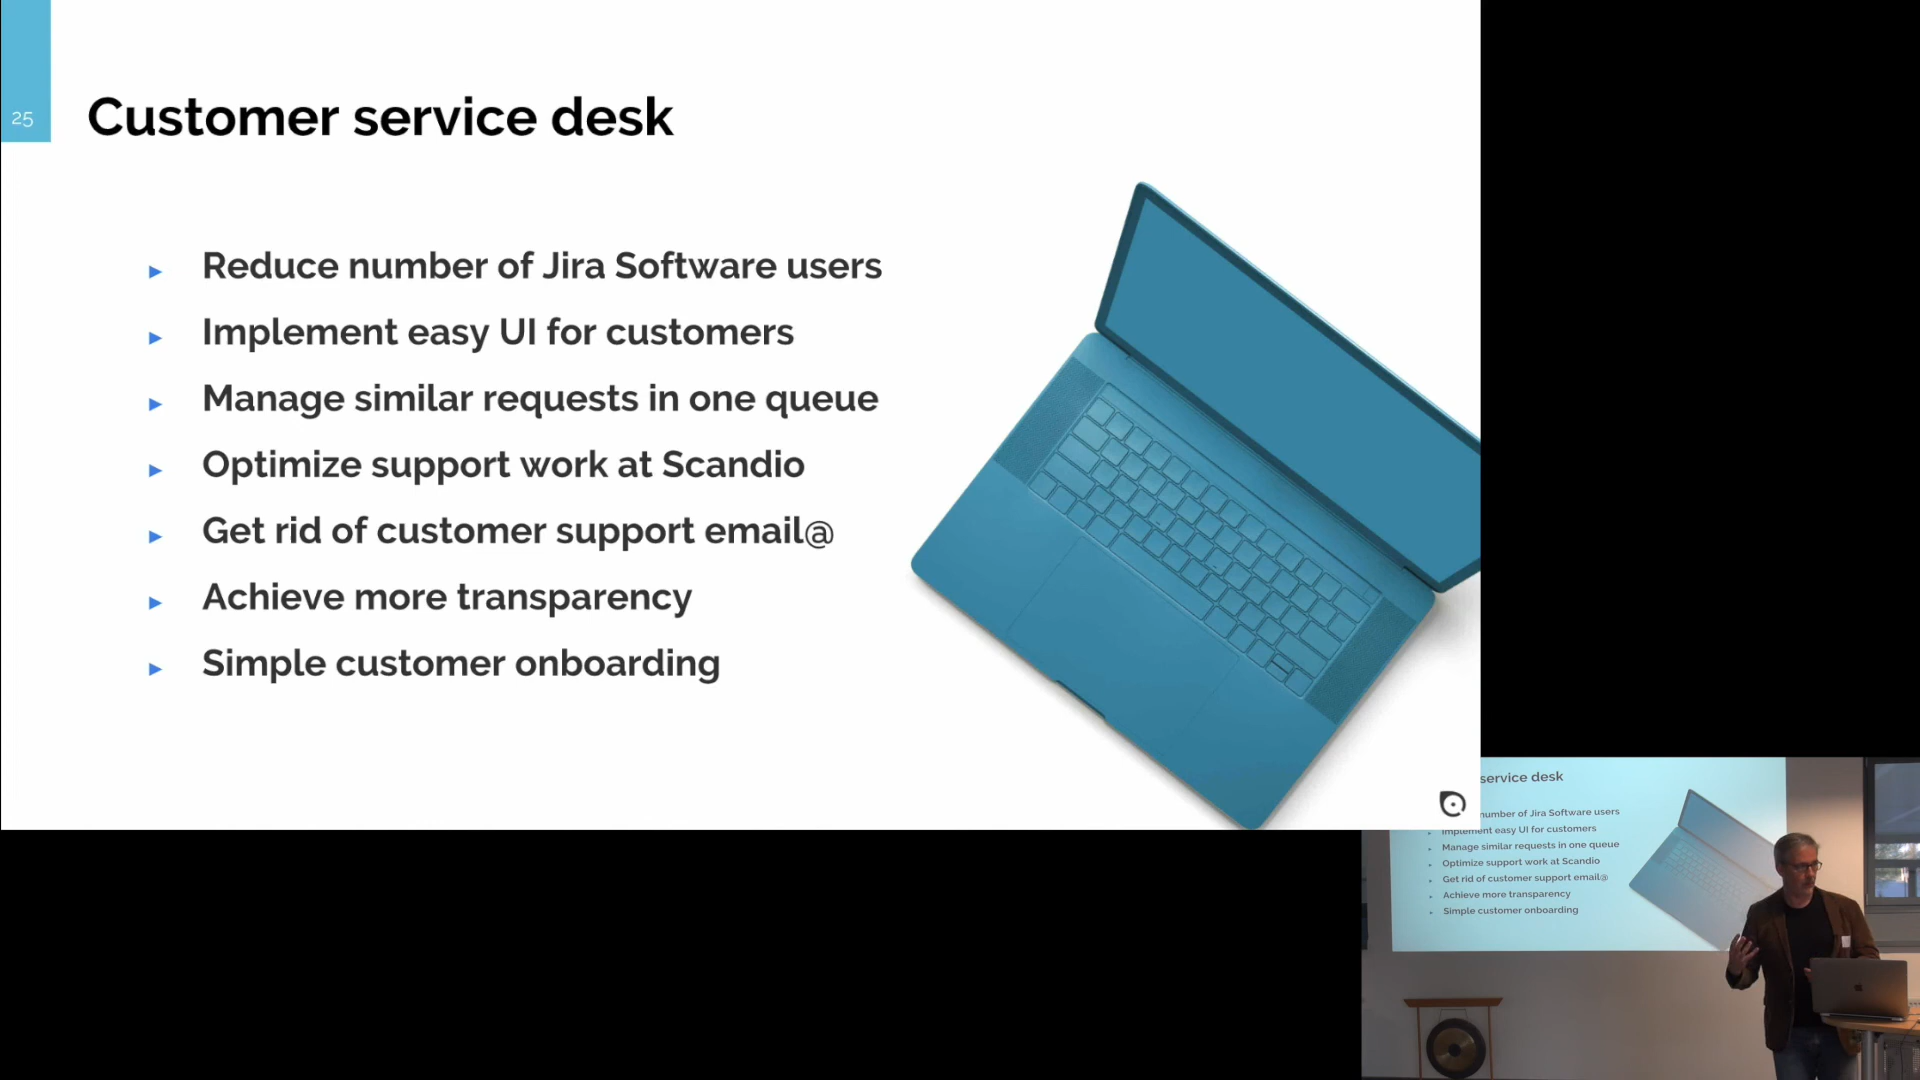 25
Customer service desk
► Reduce number of Jira Software users
► Implement easy UI for customers
► Manage similar requests in one queue
► Optimize support work at Scandio
► Get rid of customer support email@
► Achieve more transparency
► Simple customer onboarding
service desk
number of Jira Software users
Implement easy UI for customers
Manage similar requests in one queue
Optimize support work at Scandio
Get rid of customer support email@
Achieve more transparency
Simple customer onboarding